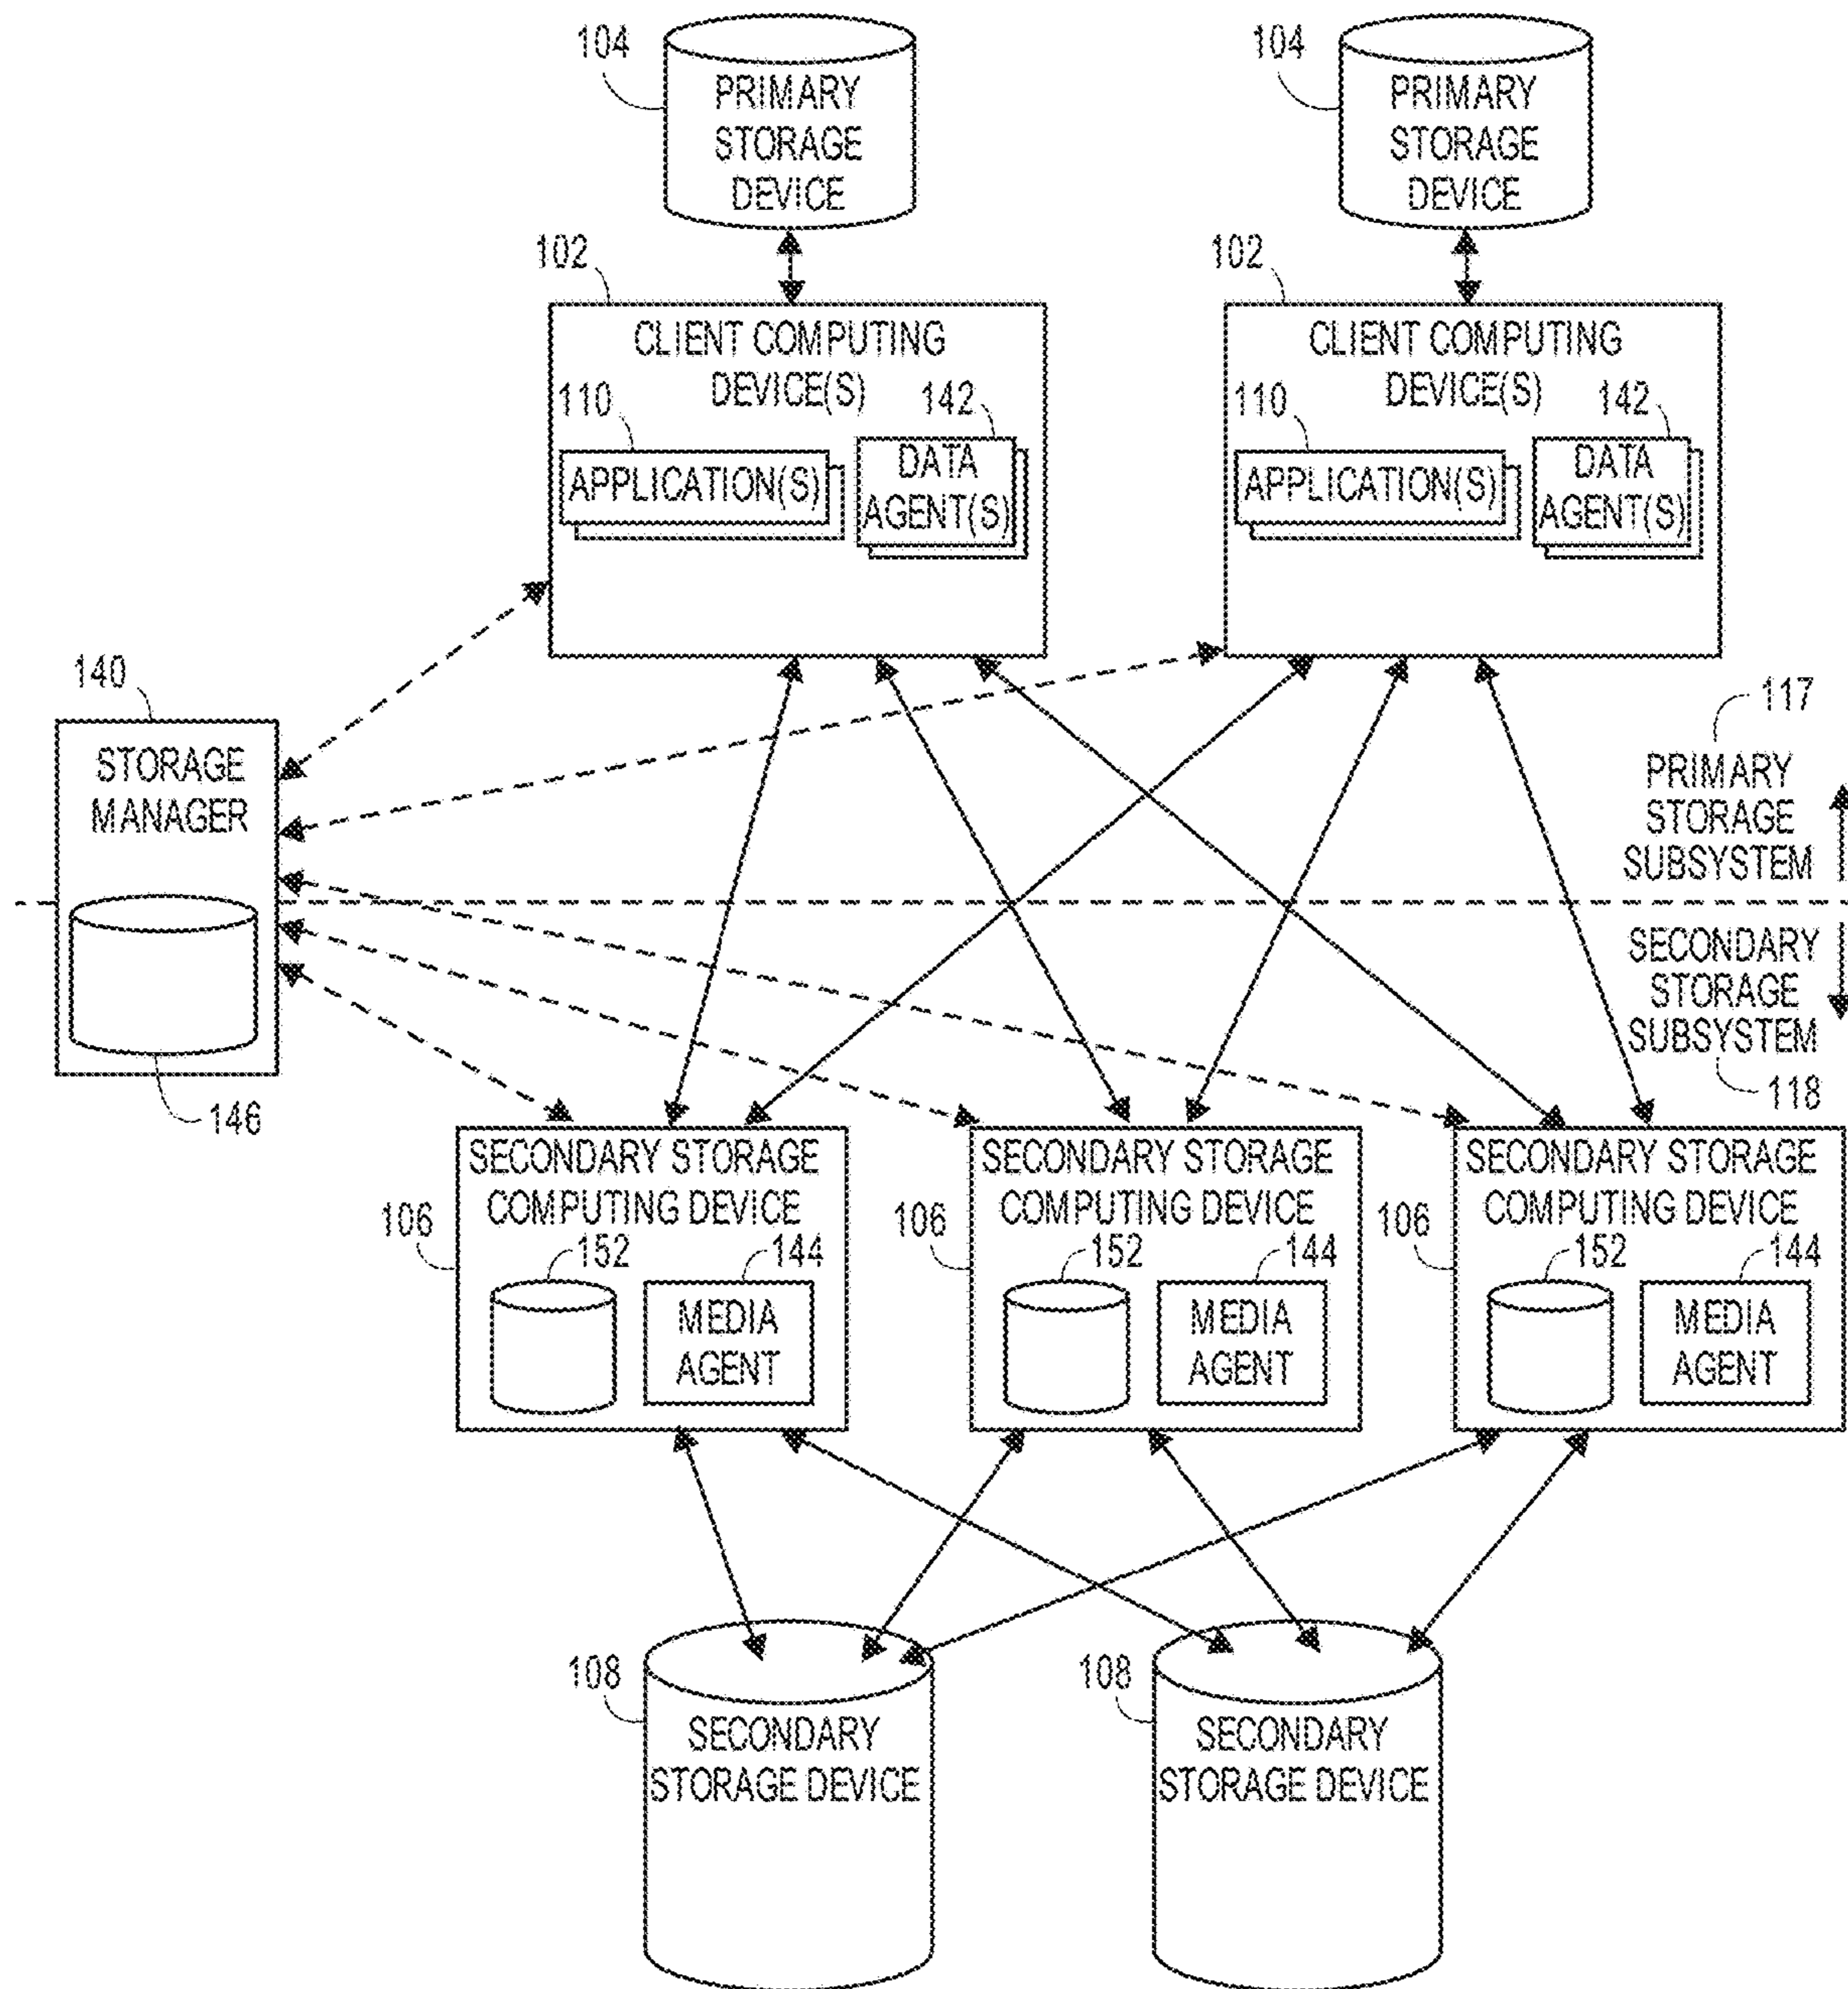 104
PRIMARY
STORAGE
DEVICE
104
PRIMARY
STORAGE
DEVICE
102
CLIENT COMPUTING
DEVICE(S)
110
APPLICATION(S)
142
DATA
AGENT(S)
102
CLIENT COMPUTING
DEVICE(S)
110
APPLICATION(S)
142
DATA
AGENT(S)
140
STORAGE
MANAGER
146
117
PRIMARY
STORAGE
SUBSYSTEM
SECONDARY
STORAGE
SUBSYSTEM
118
106
SECONDARY STORAGE
COMPUTING DEVICE
152
144
MEDIA
AGENT
106
SECONDARY STORAGE
COMPUTING DEVICE
152
144
MEDIA
AGENT
106
SECONDARY STORAGE
COMPUTING DEVICE
152
144
MEDIA
AGENT
108
SECONDARY
STORAGE DEVICE
108
SECONDARY
STORAGE DEVICE